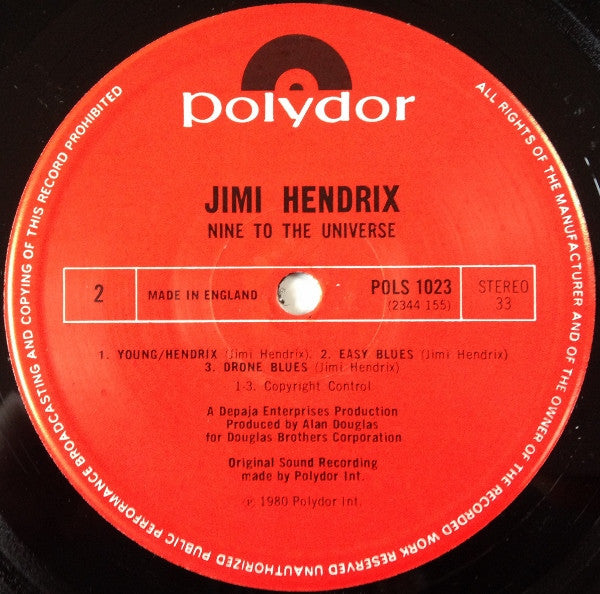 polydor
JIMI HENDRIX
NINE TO THE UNIVERSE
2
MADE IN ENGLAND
POLS 1023
(2344 155)
STEREO
33
1. YOUNG/HENDRIX (Jimi Hendrix). 2. EASY BLUES (Jimi Hendrix)
3. DRONE BLUES (Jimi Hendrix)
1-3. Copyright Control
A Depaja Enterprises Production
Produced by Alan Douglas
for Douglas Brothers Corporation
Original Sound Recording
made by Polydor Int.
℗ 1980 Polydor Int.
ALL RIGHTS OF THE MANUFACTURER AND OF THE OWNER OF THE RECORDED WORK RESERVED UNAUTHORIZED PUBLIC PERFORMANCE BROADCASTING AND COPYING OF THIS RECORD PROHIBITED